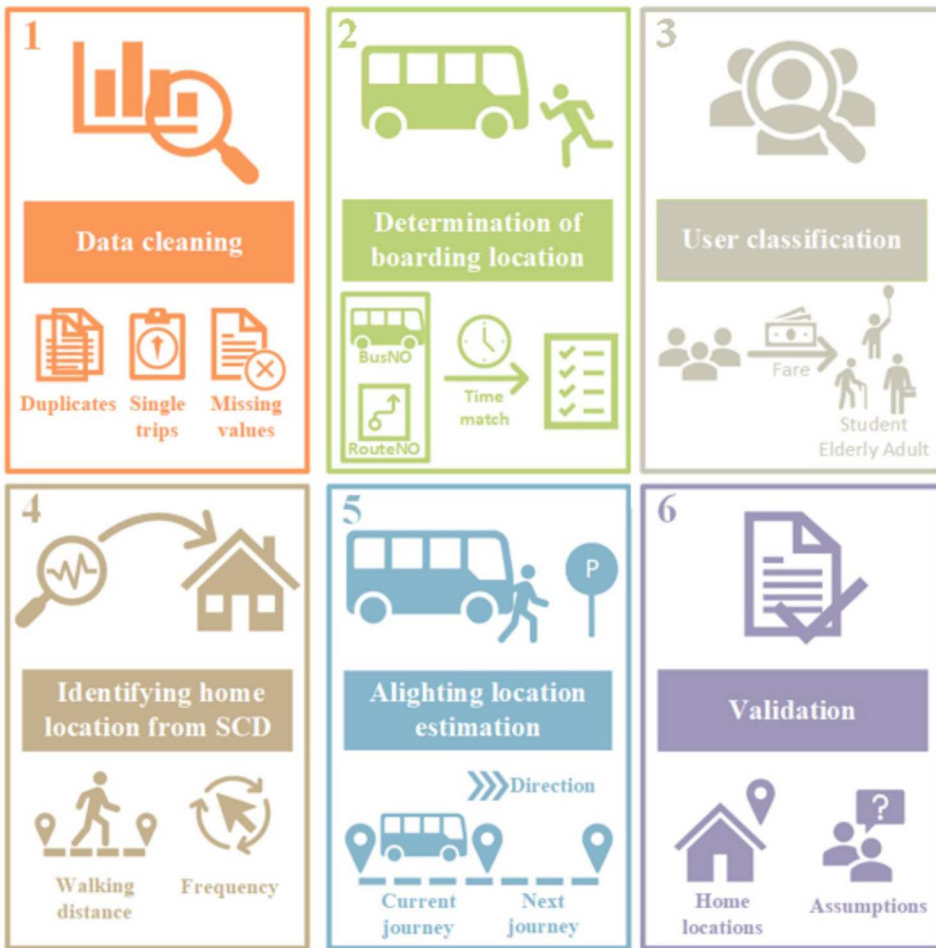 1
Data cleaning
Duplicates
Single
trips
Missing
values
2
Determination of
boarding location
BusNO
RouteNO
Time
match
3
User classification
Fare
Student
Elderly Adult
4
Identifying home
location from SCD
Walking
distance
Frequency
5
P
Alighting location
estimation
Direction
Current
journey
Next
journey
6
Validation
?
Home
locations
Assumptions